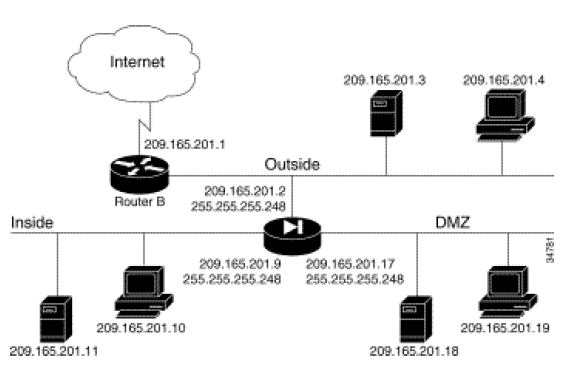 Internet
209.165.201.3
209.165.201.4
209.165.201.1
Outside
Router B
209.165.201.2
255.255.255.248
Inside
DMZ
34781
209.165.201.9
255.255.255.248
209.165.201.17
255.255.255.248
209.165.201.10
209.165.201.19
209.165.201.11
209.165.201.18